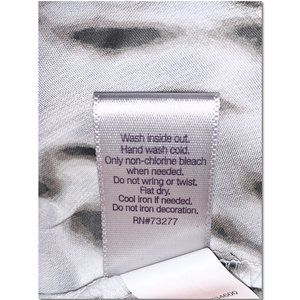 Wash inside out.
Hand wash cold.
Only non-chlorine bleach
when needed.
Do not wring or twist.
Flat dry.
Cool iron if needed.
Do not iron decoration.
RN#73277